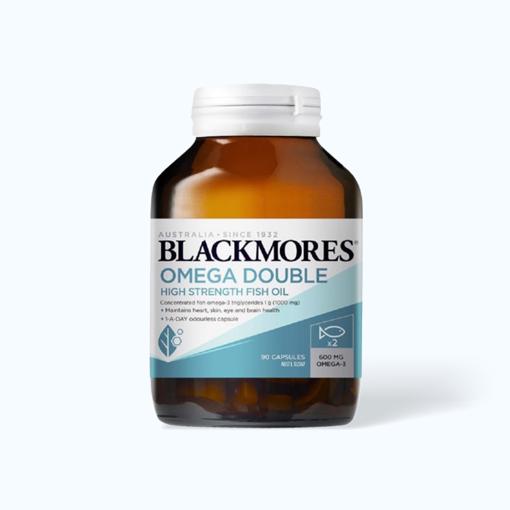 AUSTRALIA • SINCE 1932
BLACKMORES®
OMEGA DOUBLE
HIGH STRENGTH FISH OIL
Concentrated fish omega-3 triglycerides 1 g (1000 mg)
• Maintains heart, skin, eye and brain health
• 1-A-DAY odourless capsule
x2
90 CAPSULES
600 MG
OMEGA-3